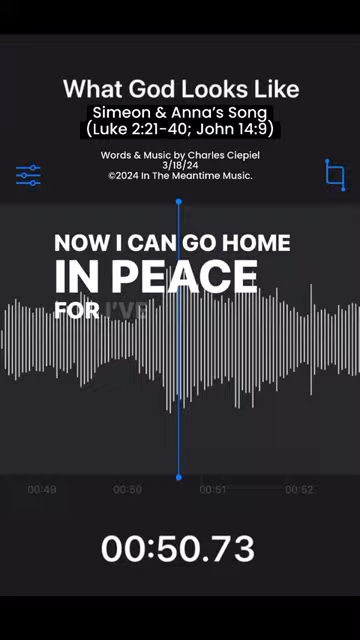 What God Looks Like
Simeon & Anna's Song
(Luke 2:21-40; John 14:9)
Words & Music by Charles Ciepiel
3/18/24
©2024 In The Meantime Music.
NOW I CAN GO HOME
IN PEACE
FOR I'VE
00:49 00:50 00:51 00:52
00:50.73